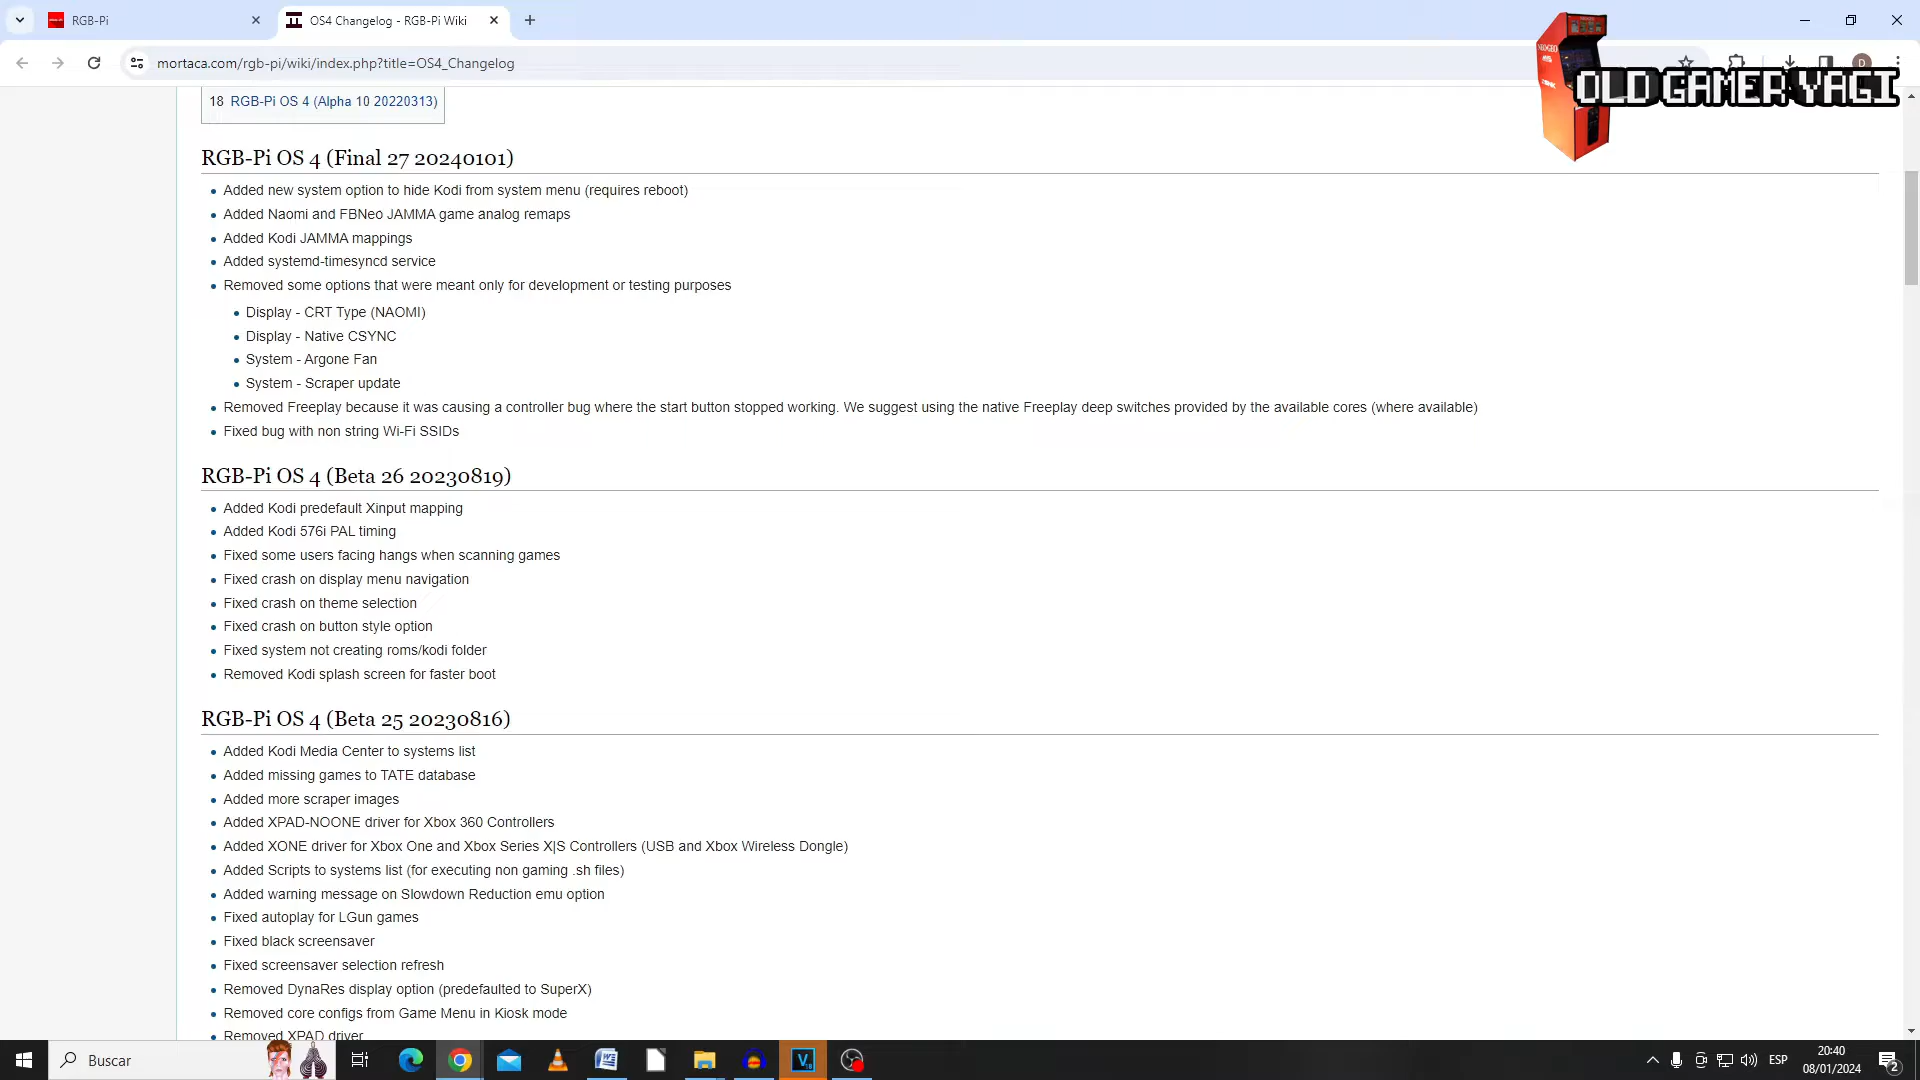 RGB-Pi
OS4 Changelog - RGB-Pi Wiki
mortaca.com/rgb-pi/wiki/index.php?title=OS4_Changelog
D
NEOGEO
OLD GAMER YAGI
18 RGB-Pi OS 4 (Alpha 10 20220313)
RGB-Pi OS 4 (Final 27 20240101)
Added new system option to hide Kodi from system menu (requires reboot)
Added Naomi and FBNeo JAMMA game analog remaps
Added Kodi JAMMA mappings
Added systemd-timesyncd service
Removed some options that were meant only for development or testing purposes
Display - CRT Type (NAOMI)
Display - Native CSYNC
System - Argone Fan
System - Scraper update
Removed Freeplay because it was causing a controller bug where the start button stopped working. We suggest using the native Freeplay deep switches provided by the available cores (where available)
Fixed bug with non string Wi-Fi SSIDs
RGB-Pi OS 4 (Beta 26 20230819)
Added Kodi predefault Xinput mapping
Added Kodi 576i PAL timing
Fixed some users facing hangs when scanning games
Fixed crash on display menu navigation
Fixed crash on theme selection
Fixed crash on button style option
Fixed system not creating roms/kodi folder
Removed Kodi splash screen for faster boot
RGB-Pi OS 4 (Beta 25 20230816)
Added Kodi Media Center to systems list
Added missing games to TATE database
Added more scraper images
Added XPAD-NOONE driver for Xbox 360 Controllers
Added XONE driver for Xbox One and Xbox Series X|S Controllers (USB and Xbox Wireless Dongle)
Added Scripts to systems list (for executing non gaming .sh files)
Added warning message on Slowdown Reduction emu option
Fixed autoplay for LGun games
Fixed black screensaver
Fixed screensaver selection refresh
Removed DynaRes display option (predefaulted to SuperX)
Removed core configs from Game Menu in Kiosk mode
Removed XPAD driver
Buscar
ESP
20:40
08/01/2024
2